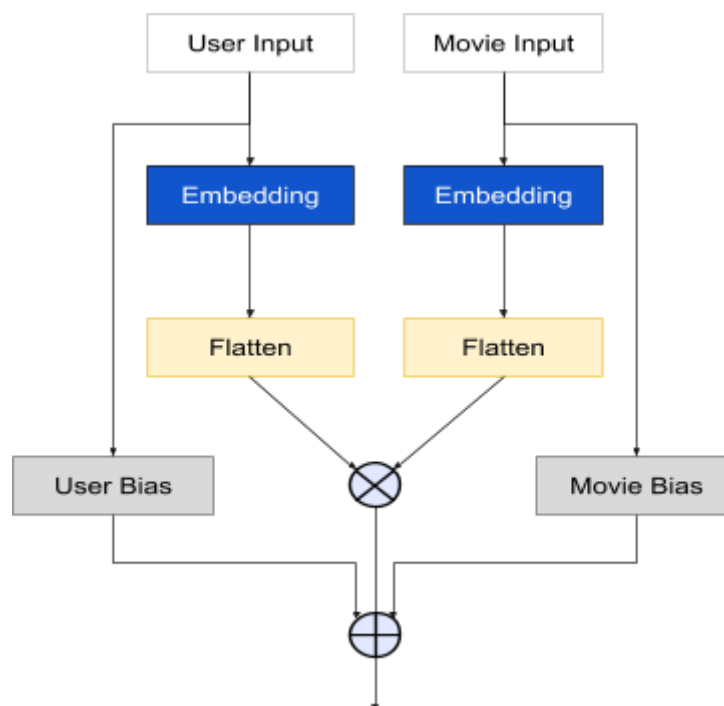 User Input
Movie Input
Embedding
Embedding
Flatten
Flatten
User Bias
Movie Bias